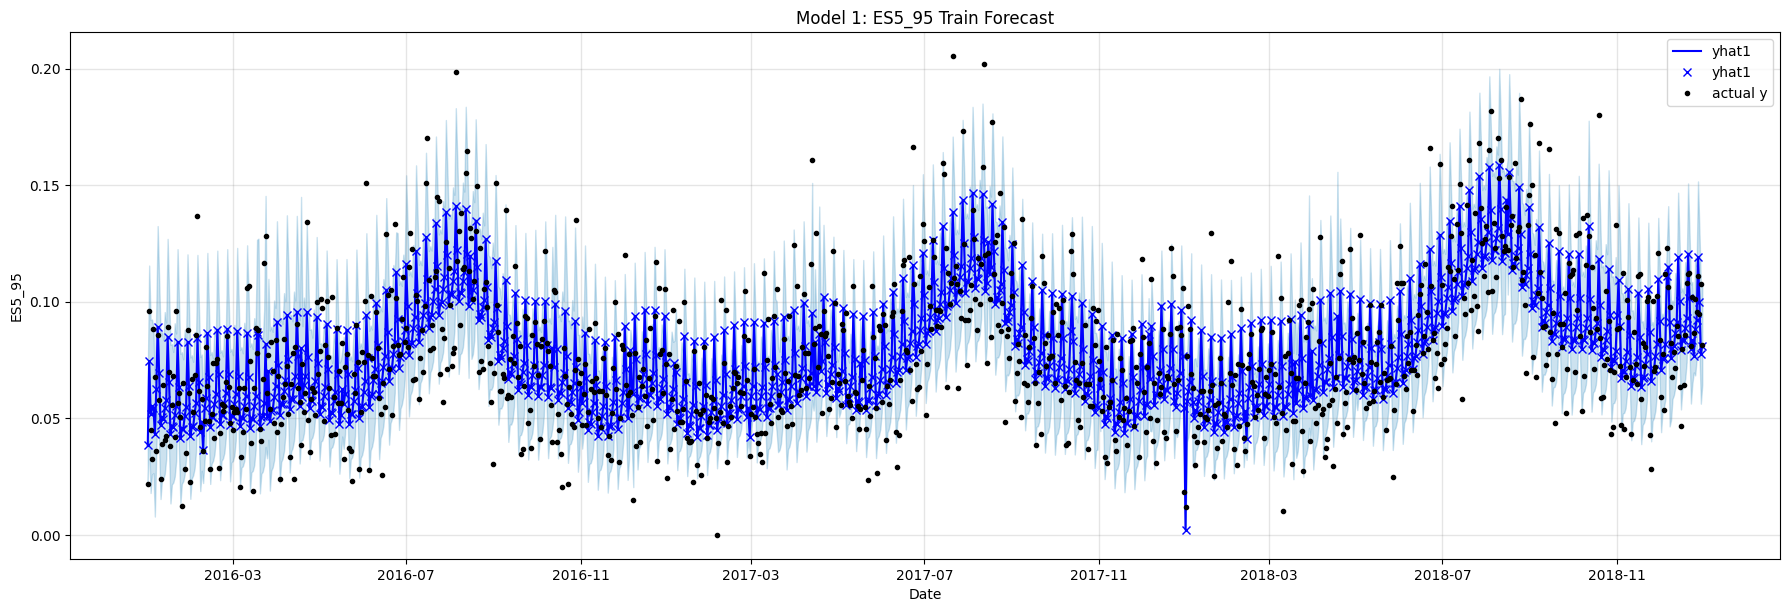 Model 1: ES5_95 Train Forecast
yhat1
yhat1
actual y
ES5_95
0.20
0.15
0.10
0.05
0.00
2016-03
2016-07
2016-11
2017-03
2017-07
2017-11
2018-03
2018-07
2018-11
Date